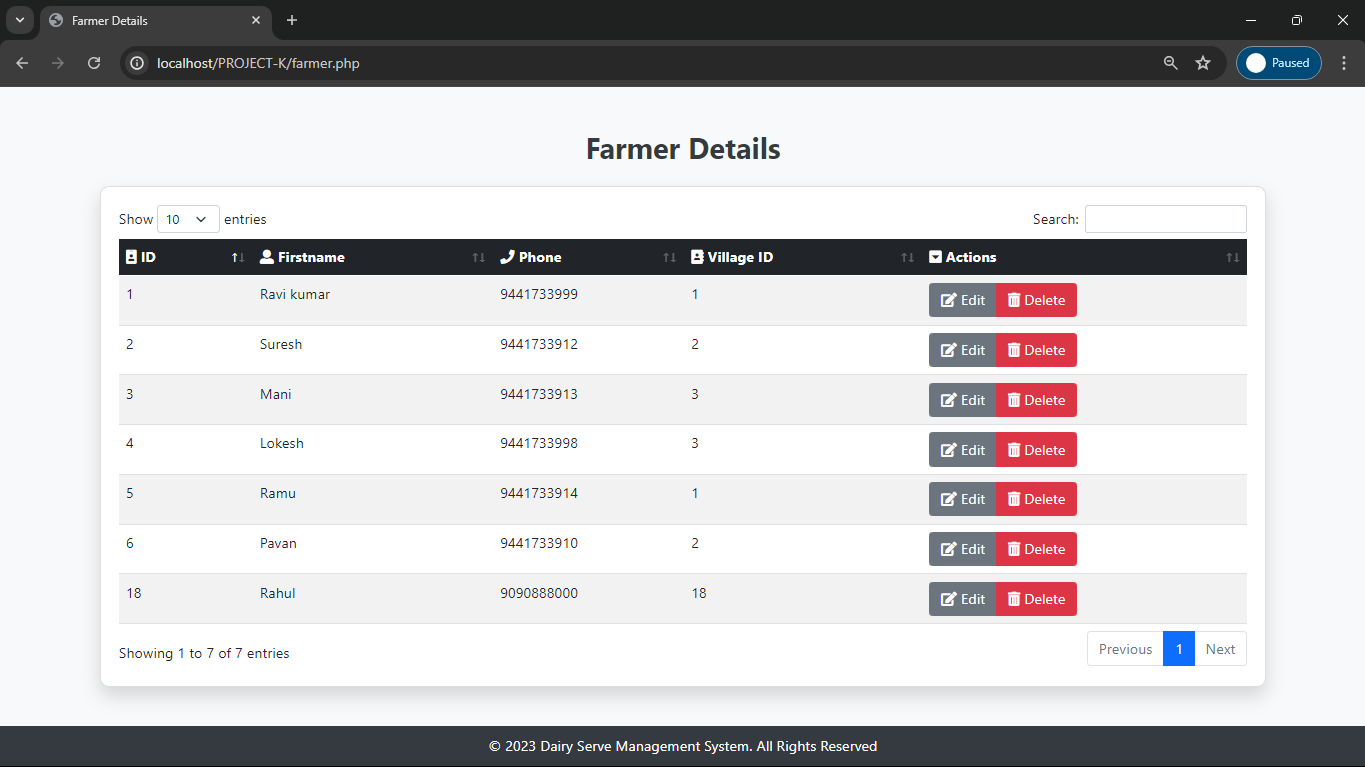 Farmer Details
localhost/PROJECT-K/farmer.php
Paused
Farmer Details
Show 10 entries
Search:
ID Firstname Phone Village ID Actions
1 Ravi kumar 9441733999 1 Edit Delete
2 Suresh 9441733912 2 Edit Delete
3 Mani 9441733913 3 Edit Delete
4 Lokesh 9441733998 3 Edit Delete
5 Ramu 9441733914 1 Edit Delete
6 Pavan 9441733910 2 Edit Delete
18 Rahul 9090888000 18 Edit Delete
Showing 1 to 7 of 7 entries
Previous 1 Next
© 2023 Dairy Serve Management System. All Rights Reserved